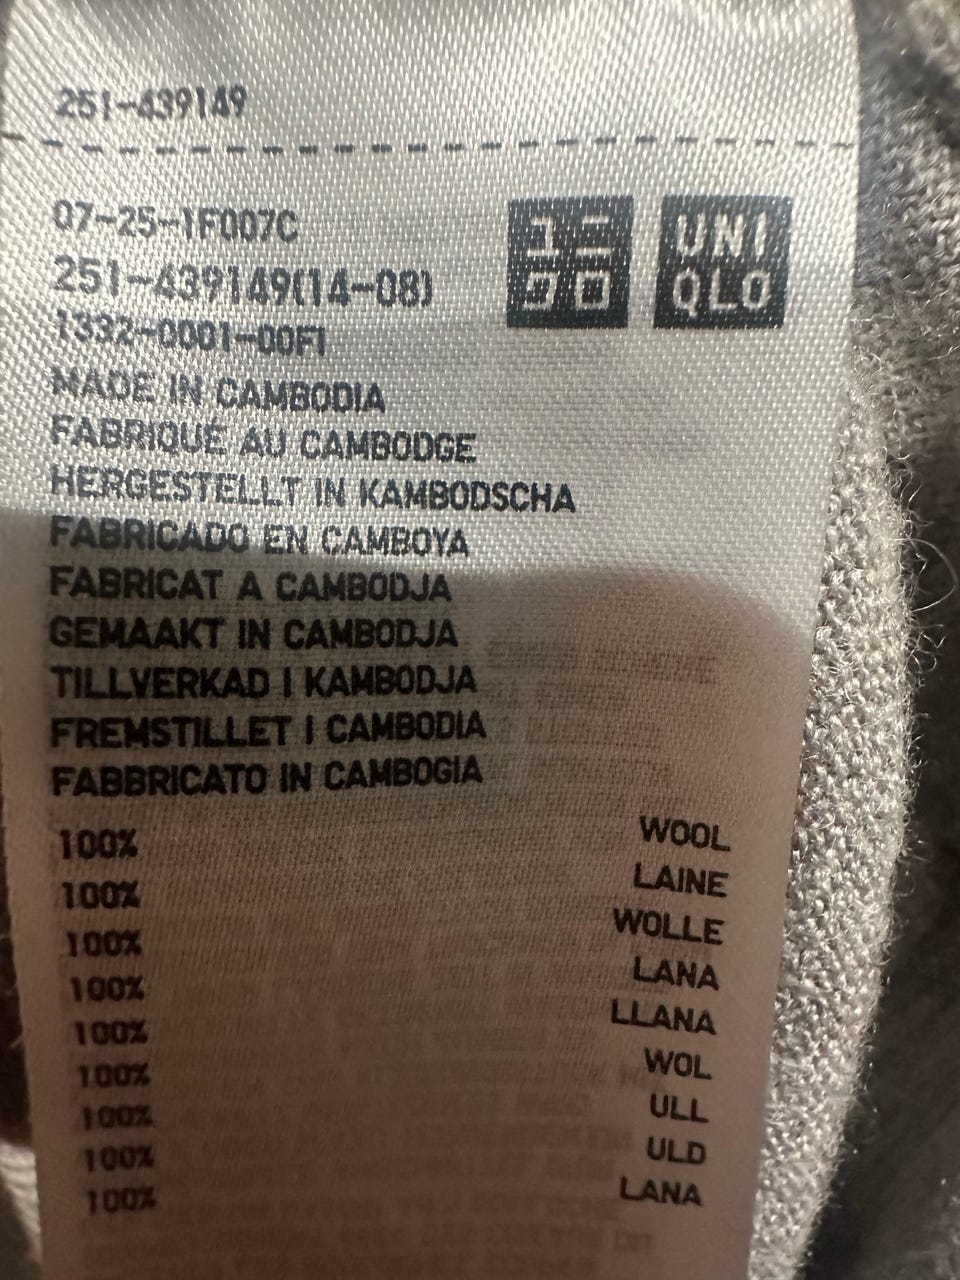 251-439149
07-25-1F007C
251-439149(14-08)
1332-0001-00F1
ユニ
クロ
UNI
QLO
MADE IN CAMBODIA
FABRIQUÉ AU CAMBODGE
HERGESTELLT IN KAMBODSCHA
FABRICADO EN CAMBOYA
FABRICAT A CAMBODJA
GEMAAKT IN CAMBODJA
TILLVERKAD I KAMBODJA
FREMSTILLET I CAMBODIA
FABBRICATO IN CAMBOGIA
100% WOOL
100% LAINE
100% WOLLE
100% LANA
100% LLANA
100% WOL
100% ULL
100% ULD
100% LANA